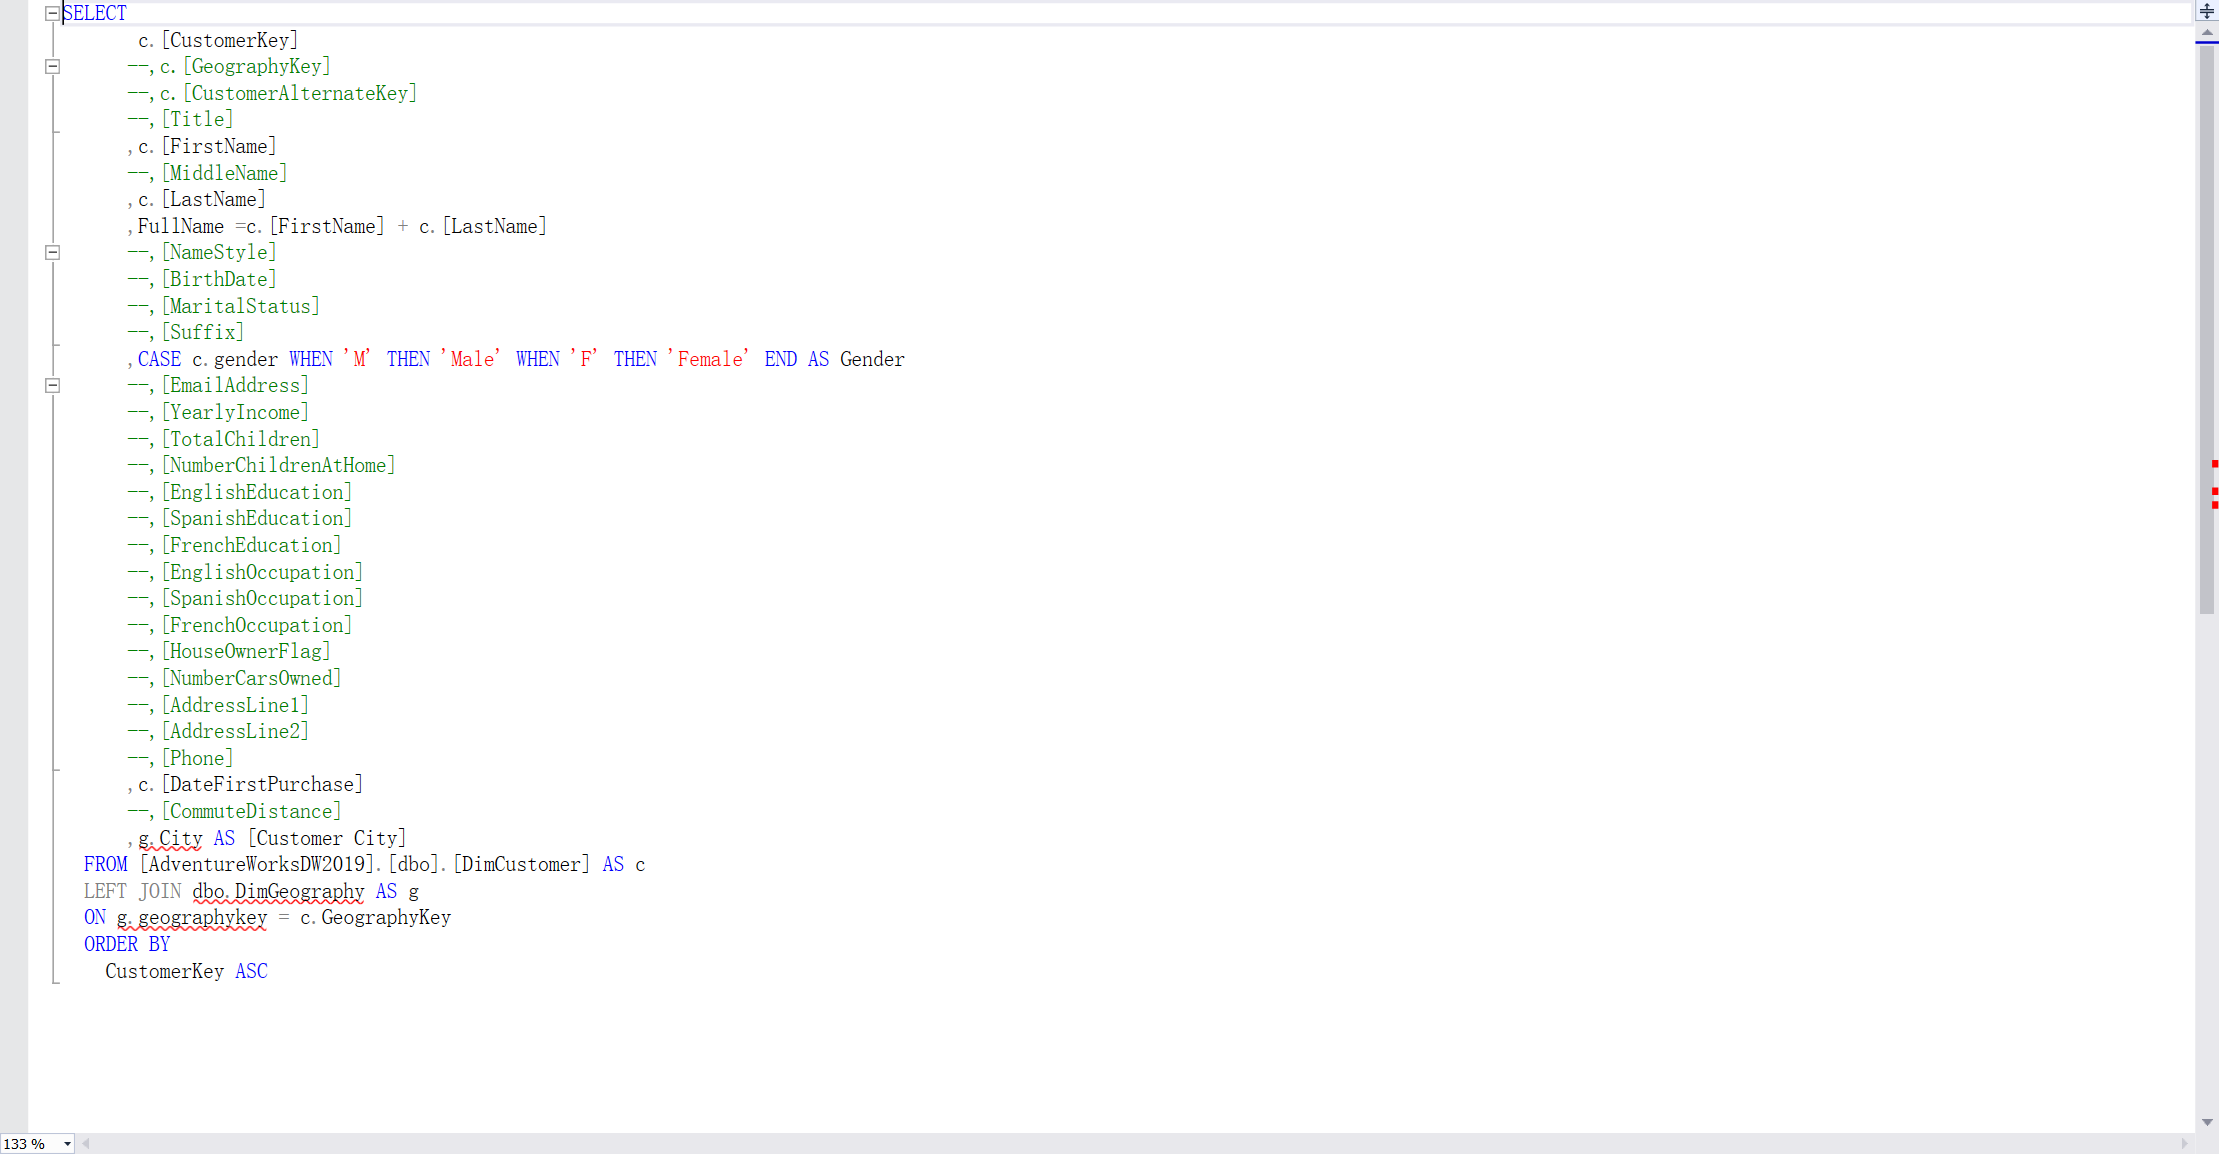 SELECT
c.[CustomerKey]
--,c.[GeographyKey]
--,c.[CustomerAlternateKey]
--,[Title]
,c.[FirstName]
--,[MiddleName]
,c.[LastName]
,FullName =c.[FirstName] + c.[LastName]
--,[NameStyle]
--,[BirthDate]
--,[MaritalStatus]
--,[Suffix]
,CASE c.gender WHEN 'M' THEN 'Male' WHEN 'F' THEN 'Female' END AS Gender
--,[EmailAddress]
--,[YearlyIncome]
--,[TotalChildren]
--,[NumberChildrenAtHome]
--,[EnglishEducation]
--,[SpanishEducation]
--,[FrenchEducation]
--,[EnglishOccupation]
--,[SpanishOccupation]
--,[FrenchOccupation]
--,[HouseOwnerFlag]
--,[NumberCarsOwned]
--,[AddressLine1]
--,[AddressLine2]
--,[Phone]
,c.[DateFirstPurchase]
--,[CommuteDistance]
,g.City AS [Customer City]
FROM [AdventureWorksDW2019].[dbo].[DimCustomer] AS c
LEFT JOIN dbo.DimGeography AS g
ON g.geographykey = c.GeographyKey
ORDER BY
CustomerKey ASC
133 %